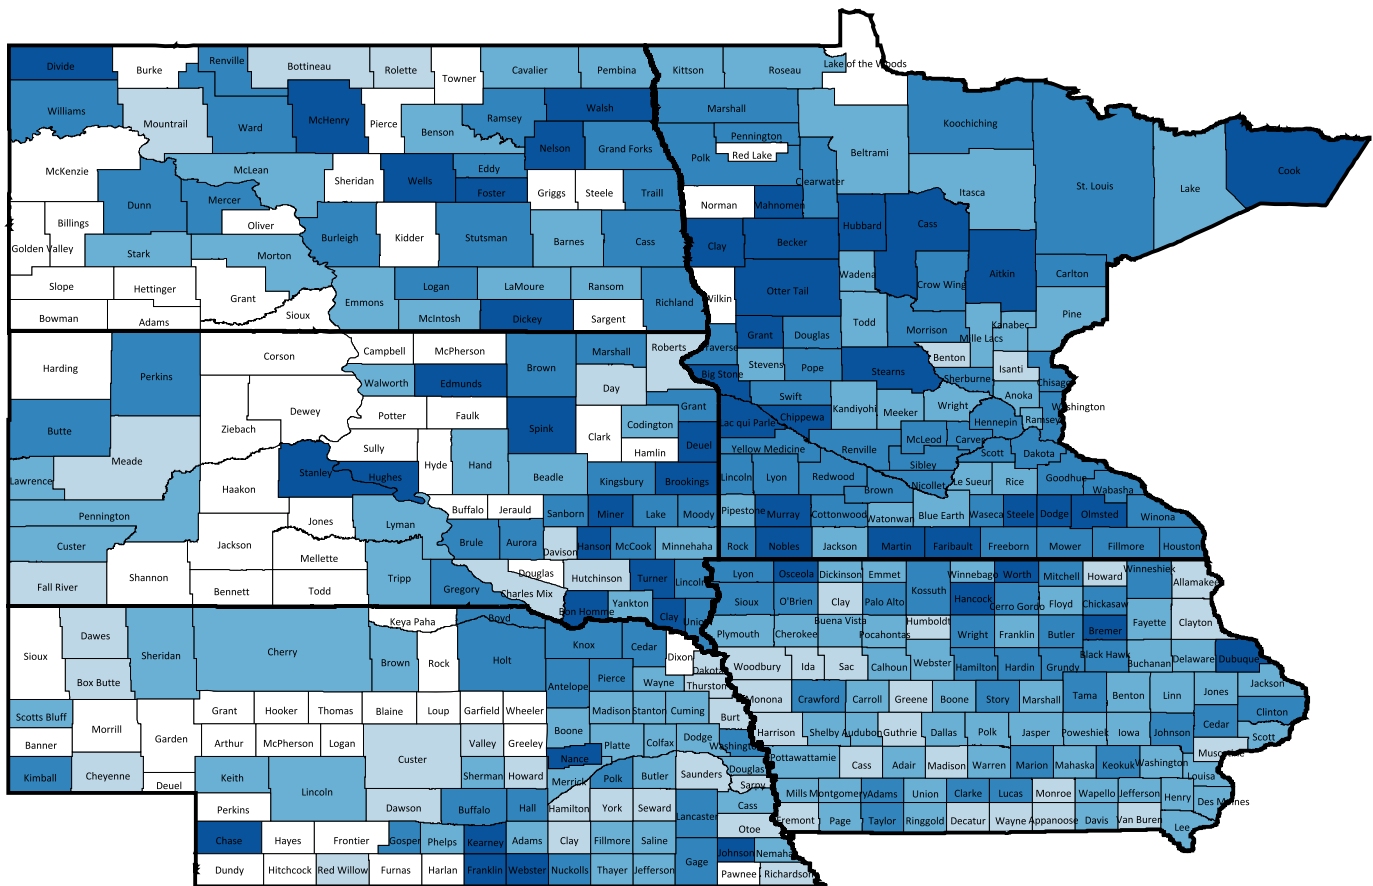 Divide
Burke
Renville
Bottineau
Rolette
Towner
Cavalier
Pembina
Williams
Mountrail
Ward
McHenry
Pierce
Benson
Ramsey
Walsh
McKenzie
McLean
Sheridan
Wells
Eddy
Foster
Nelson
Grand Forks
Griggs
Steele
Traill
Dunn
Mercer
Oliver
Billings
Golden Valley
Stark
Morton
Burleigh
Kidder
Stutsman
Barnes
Cass
Slope
Hettinger
Grant
Bowman
Adams
Sioux
Emmons
Logan
LaMoure
Ransom
Richland
McIntosh
Dickey
Sargent
Kittson
Roseau
Lake of the Woods
Marshall
Pennington
Red Lake
Polk
Beltrami
Koochiching
Clearwater
Itasca
St. Louis
Lake
Cook
Norman
Mahnomen
Hubbard
Cass
Clay
Becker
Wadena
Crow Wing
Aitkin
Carlton
Wilkin
Otter Tail
Todd
Morrison
Mille Lacs
Kanabec
Pine
Traverse
Grant
Douglas
Stevens
Pope
Stearns
Benton
Isanti
Sherburne
Chisago
Big Stone
Swift
Chippewa
Kandiyohi
Meeker
Wright
Anoka
Washington
Hennepin
Ramsey
Lac qui Parle
Yellow Medicine
Renville
McLeod
Carver
Scott
Dakota
Sibley
Lincoln
Lyon
Redwood
Brown
Nicollet
Le Sueur
Rice
Goodhue
Wabasha
Pipestone
Murray
Cottonwood
Watonwan
Blue Earth
Waseca
Steele
Dodge
Olmsted
Winona
Rock
Nobles
Jackson
Martin
Faribault
Freeborn
Mower
Fillmore
Houston
Harding
Perkins
Corson
Campbell
McPherson
Brown
Marshall
Roberts
Walworth
Edmunds
Day
Dewey
Ziebach
Potter
Faulk
Spink
Grant
Codington
Clark
Hamlin
Deuel
Butte
Meade
Lawrence
Sully
Hyde
Hand
Stanley
Hughes
Haakon
Beadle
Kingsbury
Brookings
Pennington
Buffalo
Jerauld
Sanborn
Miner
Lake
Moody
Jones
Lyman
Custer
Jackson
Mellette
Brule
Aurora
Davison
Hanson
McCook
Minnehaha
Fall River
Shannon
Bennett
Todd
Tripp
Gregory
Douglas
Charles Mix
Hutchinson
Turner
Lincoln
Bon Homme
Yankton
Clay
Union
Lyon
Osceola
Dickinson
Emmet
Winnebago
Worth
Mitchell
Howard
Winneshiek
Allamakee
Sioux
O'Brien
Clay
Palo Alto
Kossuth
Hancock
Cerro Gordo
Floyd
Chickasaw
Plymouth
Cherokee
Buena Vista
Pocahontas
Humboldt
Wright
Franklin
Butler
Bremer
Fayette
Clayton
Woodbury
Ida
Sac
Calhoun
Webster
Hamilton
Hardin
Grundy
Black Hawk
Buchanan
Delaware
Dubuque
Monona
Crawford
Carroll
Greene
Boone
Story
Marshall
Tama
Benton
Linn
Jones
Jackson
Clinton
Cedar
Harrison
Shelby
Audubon
Guthrie
Dallas
Polk
Jasper
Poweshiek
Iowa
Johnson
Scott
Muscatine
Pottawattamie
Cass
Adair
Madison
Warren
Marion
Mahaska
Keokuk
Washington
Louisa
Mills
Montgomery
Adams
Union
Clarke
Lucas
Monroe
Wapello
Jefferson
Henry
Des Moines
Fremont
Page
Taylor
Ringgold
Decatur
Wayne
Appanoose
Davis
Van Buren
Lee
Sioux
Dawes
Sheridan
Cherry
Keya Paha
Boyd
Box Butte
Brown
Rock
Holt
Knox
Cedar
Dixon
Dakota
Antelope
Pierce
Wayne
Thurston
Scotts Bluff
Morrill
Garden
Grant
Hooker
Thomas
Blaine
Loup
Garfield
Wheeler
Madison
Stanton
Cuming
Burt
Banner
Arthur
McPherson
Logan
Custer
Valley
Greeley
Boone
Platte
Colfax
Dodge
Washington
Nance
Kimball
Cheyenne
Deuel
Keith
Lincoln
Sherman
Howard
Merrick
Polk
Butler
Saunders
Douglas
Sarpy
Perkins
Dawson
Buffalo
Hall
Hamilton
York
Seward
Lancaster
Cass
Otoe
Chase
Hayes
Frontier
Gosper
Phelps
Kearney
Adams
Clay
Fillmore
Saline
Johnson
Nemaha
Dundy
Hitchcock
Red Willow
Furnas
Harlan
Franklin
Webster
Nuckolls
Thayer
Jefferson
Gage
Pawnee
Richardson